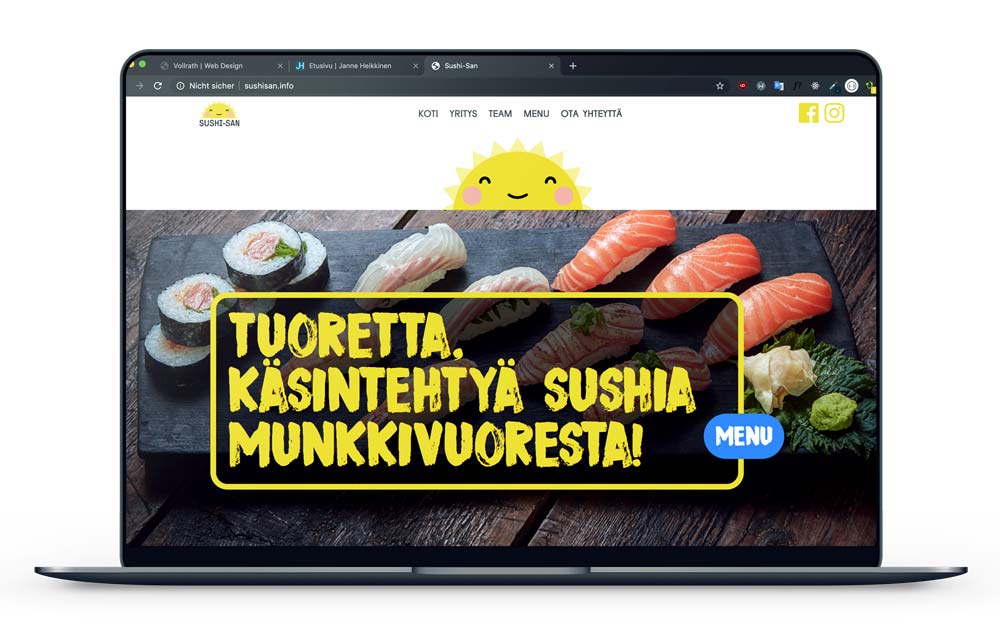 Vollrath | Web Design
Etusivu | Janne Heikkinen
Sushi-San
Nicht sicher | sushisan.info
SUSHI-SAN
KOTI YRITYS TEAM MENU OTA YHTEYTTÄ
TUORETTA,
KÄSINTEHTYÄ SUSHIA
MUNKKIVUORESTA!
MENU